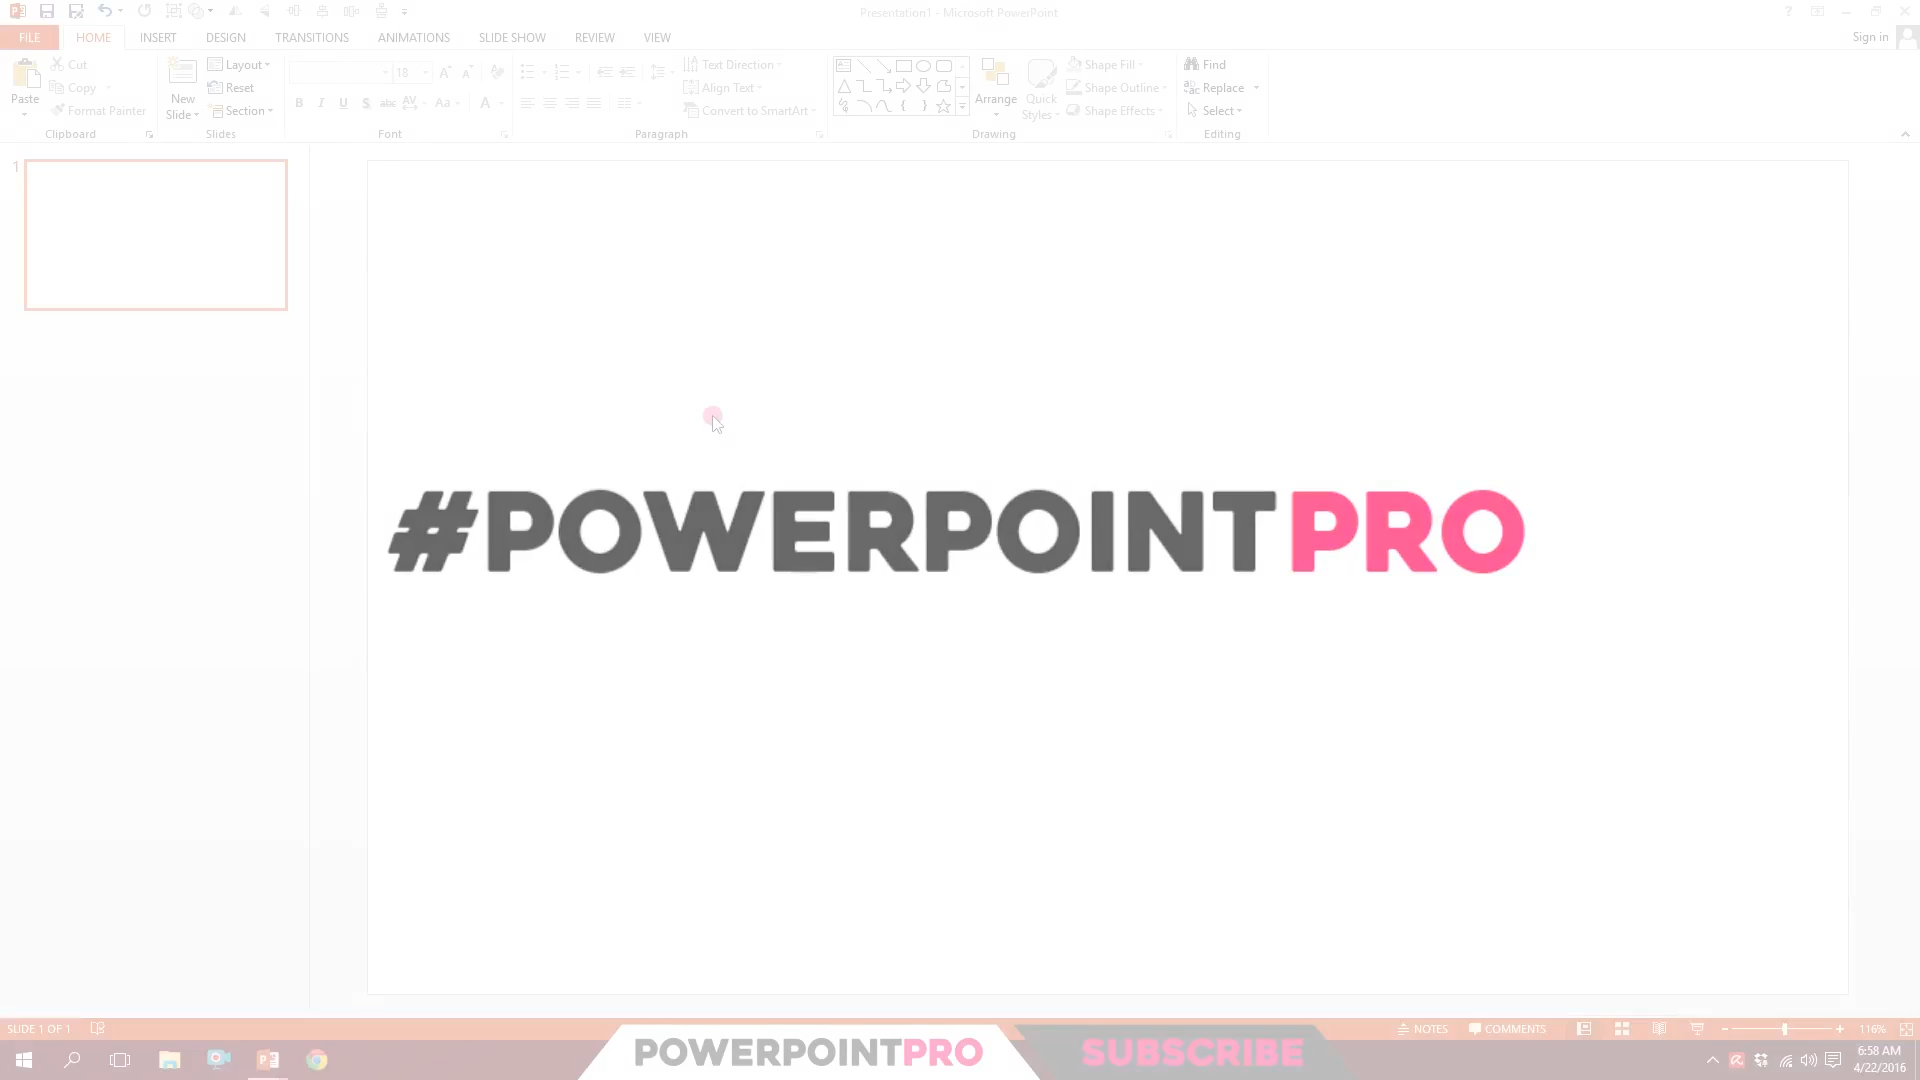 Presentation1 - Microsoft PowerPoint
FILE HOME INSERT DESIGN TRANSITIONS ANIMATIONS SLIDE SHOW REVIEW VIEW Sign in
Paste
Cut
Copy
Format Painter
Clipboard
New
Slide
Layout
Reset
Section
Slides
18
Font
Text Direction
Align Text
Convert to SmartArt
Paragraph
Arrange
Quick
Styles
Shape Fill
Shape Outline
Shape Effects
Drawing
Find
Replace
Select
Editing
1
#POWERPOINTPRO
SLIDE 1 OF 1
NOTES
COMMENTS
116%
POWERPOINTPRO
SUBSCRIBE
6:58 AM
4/22/2016